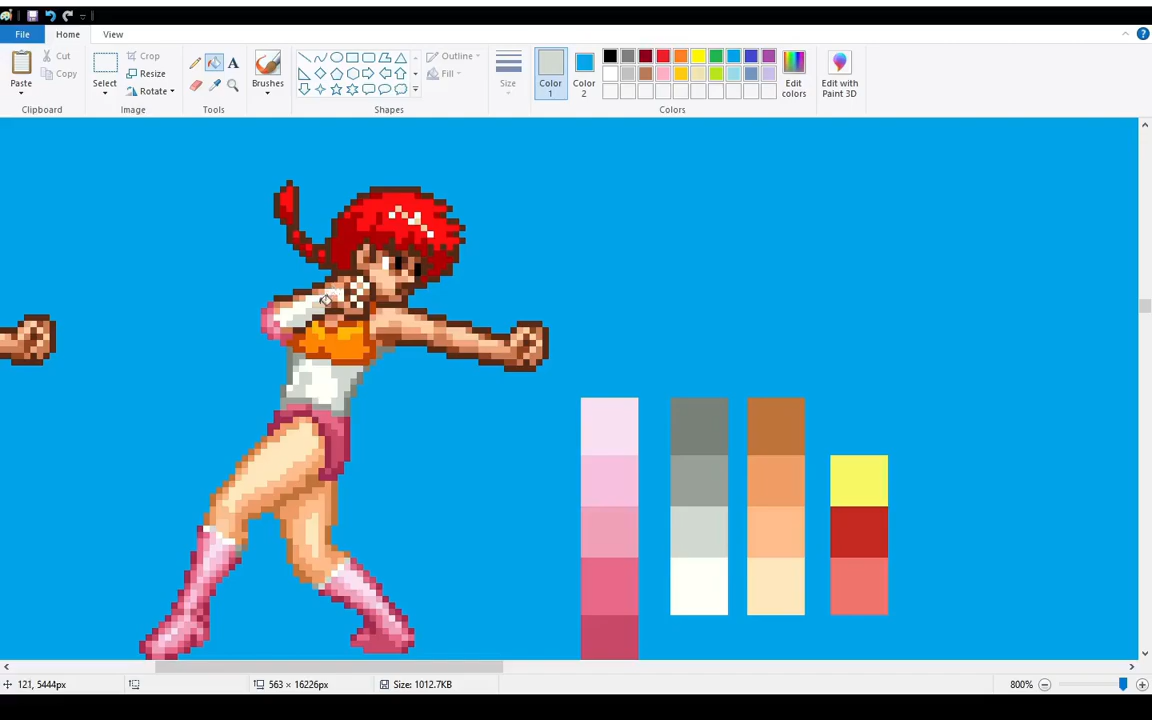 File Home View
Paste
Cut
Copy
Clipboard
Select
Crop
Resize
Rotate
Image
A
Tools
Brushes
Shapes
Outline
Fill
Size
Color 1
Color 2
Edit colors
Colors
Edit with Paint 3D
121, 5444px
563 × 16226px
Size: 1012.7KB
800%